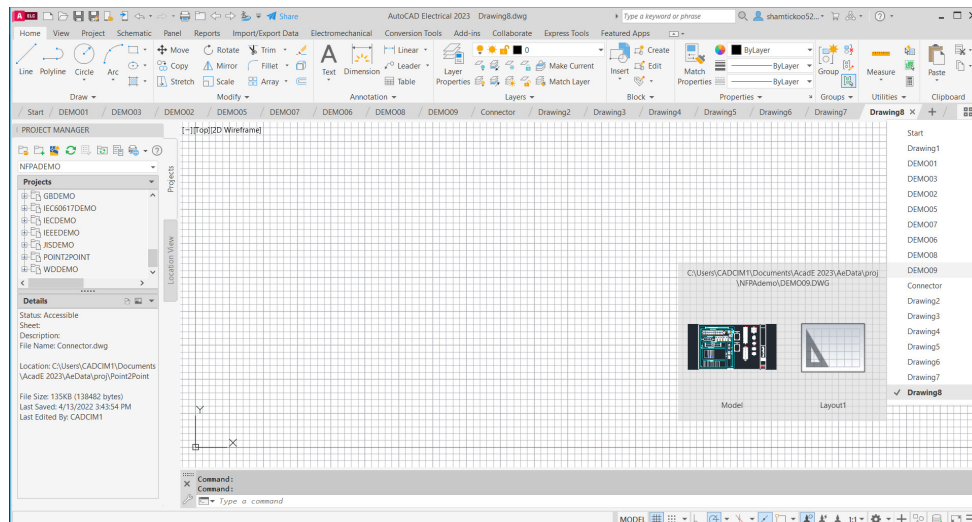 A ELC Share AutoCAD Electrical 2023 Drawing8.dwg Type a keyword or phrase shamtickoo52...
Home View Project Schematic Panel Reports Import/Export Data Electromechanical Conversion Tools Add-ins Collaborate Express Tools Featured Apps
Line Polyline Circle Arc Move Rotate Trim Text Dimension Linear Layer Properties 0 Insert Create Match Properties ByLayer Group Measure Paste
Copy Mirror Fillet Leader Make Current Edit ByLayer
Stretch Scale Array Table Match Layer ByLayer
Draw Modify Annotation Layers Block Properties Groups Utilities Clipboard
Start DEMO01 DEMO03 DEMO02 DEMO05 DEMO07 DEMO06 DEMO08 DEMO09 Connector Drawing2 Drawing3 Drawing4 Drawing5 Drawing6 Drawing7 Drawing8
PROJECT MANAGER
NFPADEMO
Projects
GBDEMO
IEC60617DEMO
IECDEMO
IEEEDEMO
JISDEMO
POINT2POINT
WDDEMO
Details
Status: Accessible
Sheet:
Description:
File Name: Connector.dwg
Location: C:\Users\CADCIM1\Documents
\AcadE 2023\AeData\proj\Point2Point
File Size: 135KB (138482 bytes)
Last Saved: 4/13/2022 3:43:54 PM
Last Edited By: CADCIM1
Projects
Location View
[-][Top][2D Wireframe]
C:\Users\CADCIM1\Documents\AcadE 2023\AeData\proj
\NFPAdemo\DEMO09.DWG
Model Layout1
Start
Drawing1
DEMO01
DEMO03
DEMO02
DEMO05
DEMO07
DEMO06
DEMO08
DEMO09
Connector
Drawing2
Drawing3
Drawing4
Drawing5
Drawing6
Drawing7
Drawing8
Y
X
Command:
Command:
Type a command
MODEL 1:1